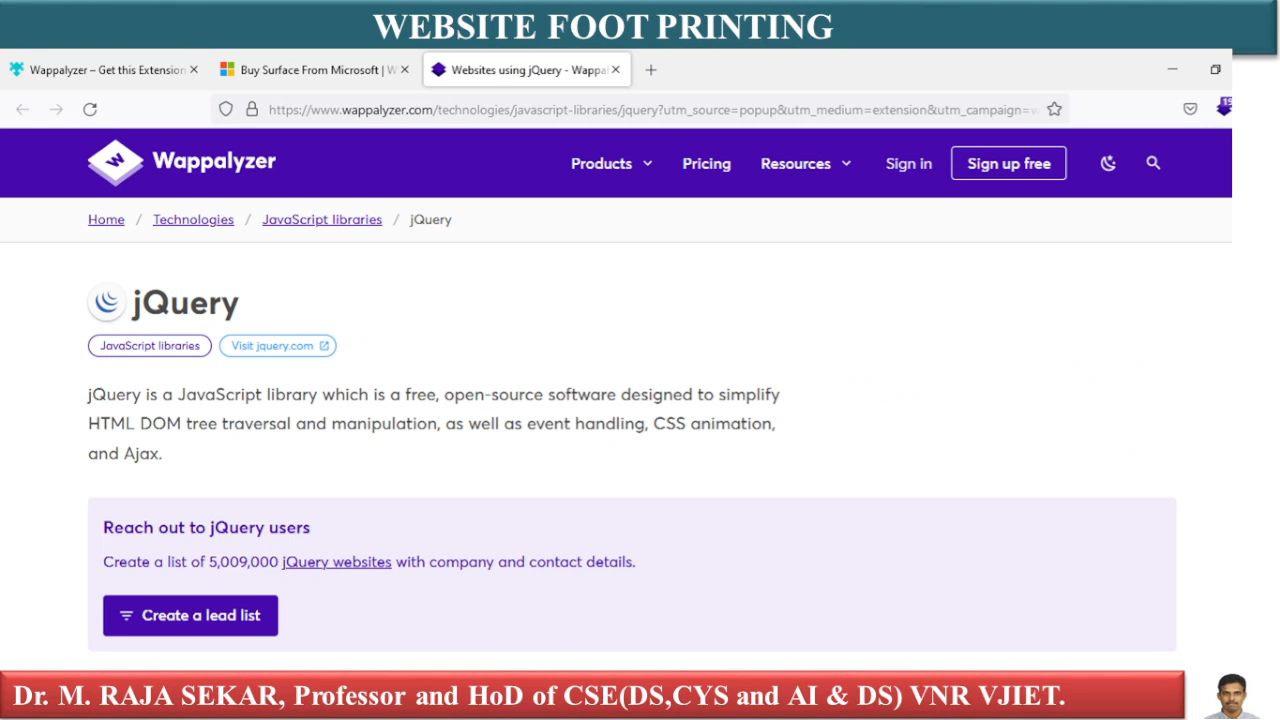 WEBSITE FOOT PRINTING
Wappalyzer – Get this Extension
Buy Surface From Microsoft | W
Websites using jQuery - Wappal
https://www.wappalyzer.com/technologies/javascript-libraries/jquery?utm_source=popup&utm_medium=extension&utm_campaign=w
15
W
Wappalyzer
Products
Pricing
Resources
Sign in
Sign up free
Home / Technologies / JavaScript libraries / jQuery
jQuery
JavaScript libraries
Visit jquery.com
jQuery is a JavaScript library which is a free, open-source software designed to simplify
HTML DOM tree traversal and manipulation, as well as event handling, CSS animation,
and Ajax.
Reach out to jQuery users
Create a list of 5,009,000 jQuery websites with company and contact details.
Create a lead list
Dr. M. RAJA SEKAR, Professor and HoD of CSE(DS,CYS and AI & DS) VNR VJIET.